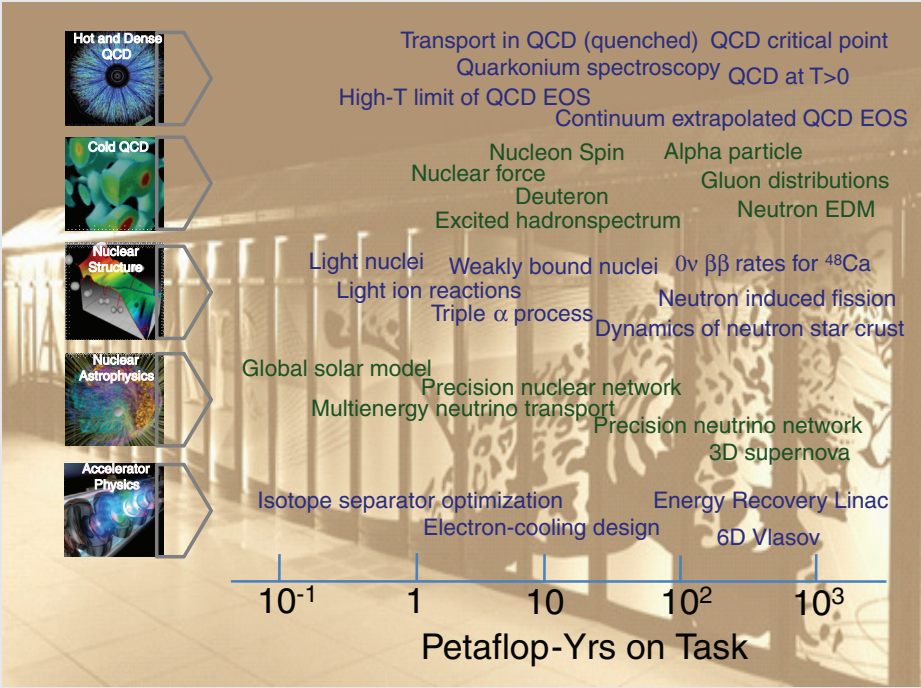 Hot and Dense
QCD
Transport in QCD (quenched) QCD critical point
Quarkonium spectroscopy QCD at T>0
High-T limit of QCD EOS
Continuum extrapolated QCD EOS
Cold QCD
Nucleon Spin Alpha particle
Nuclear force
Gluon distributions
Deuteron
Neutron EDM
Excited hadronspectrum
Nuclear
Structure
Light nuclei Weakly bound nuclei 0ν ββ rates for ⁴⁸Ca
Light ion reactions Neutron induced fission
Triple α process
Dynamics of neutron star crust
Nuclear
Astrophysics
Global solar model
Precision nuclear network
Multienergy neutrino transport
Precision neutrino network
3D supernova
Accelerator
Physics
Isotope separator optimization Energy Recovery Linac
Electron-cooling design
6D Vlasov
10⁻¹ 1 10 10² 10³
Petaflop-Yrs on Task